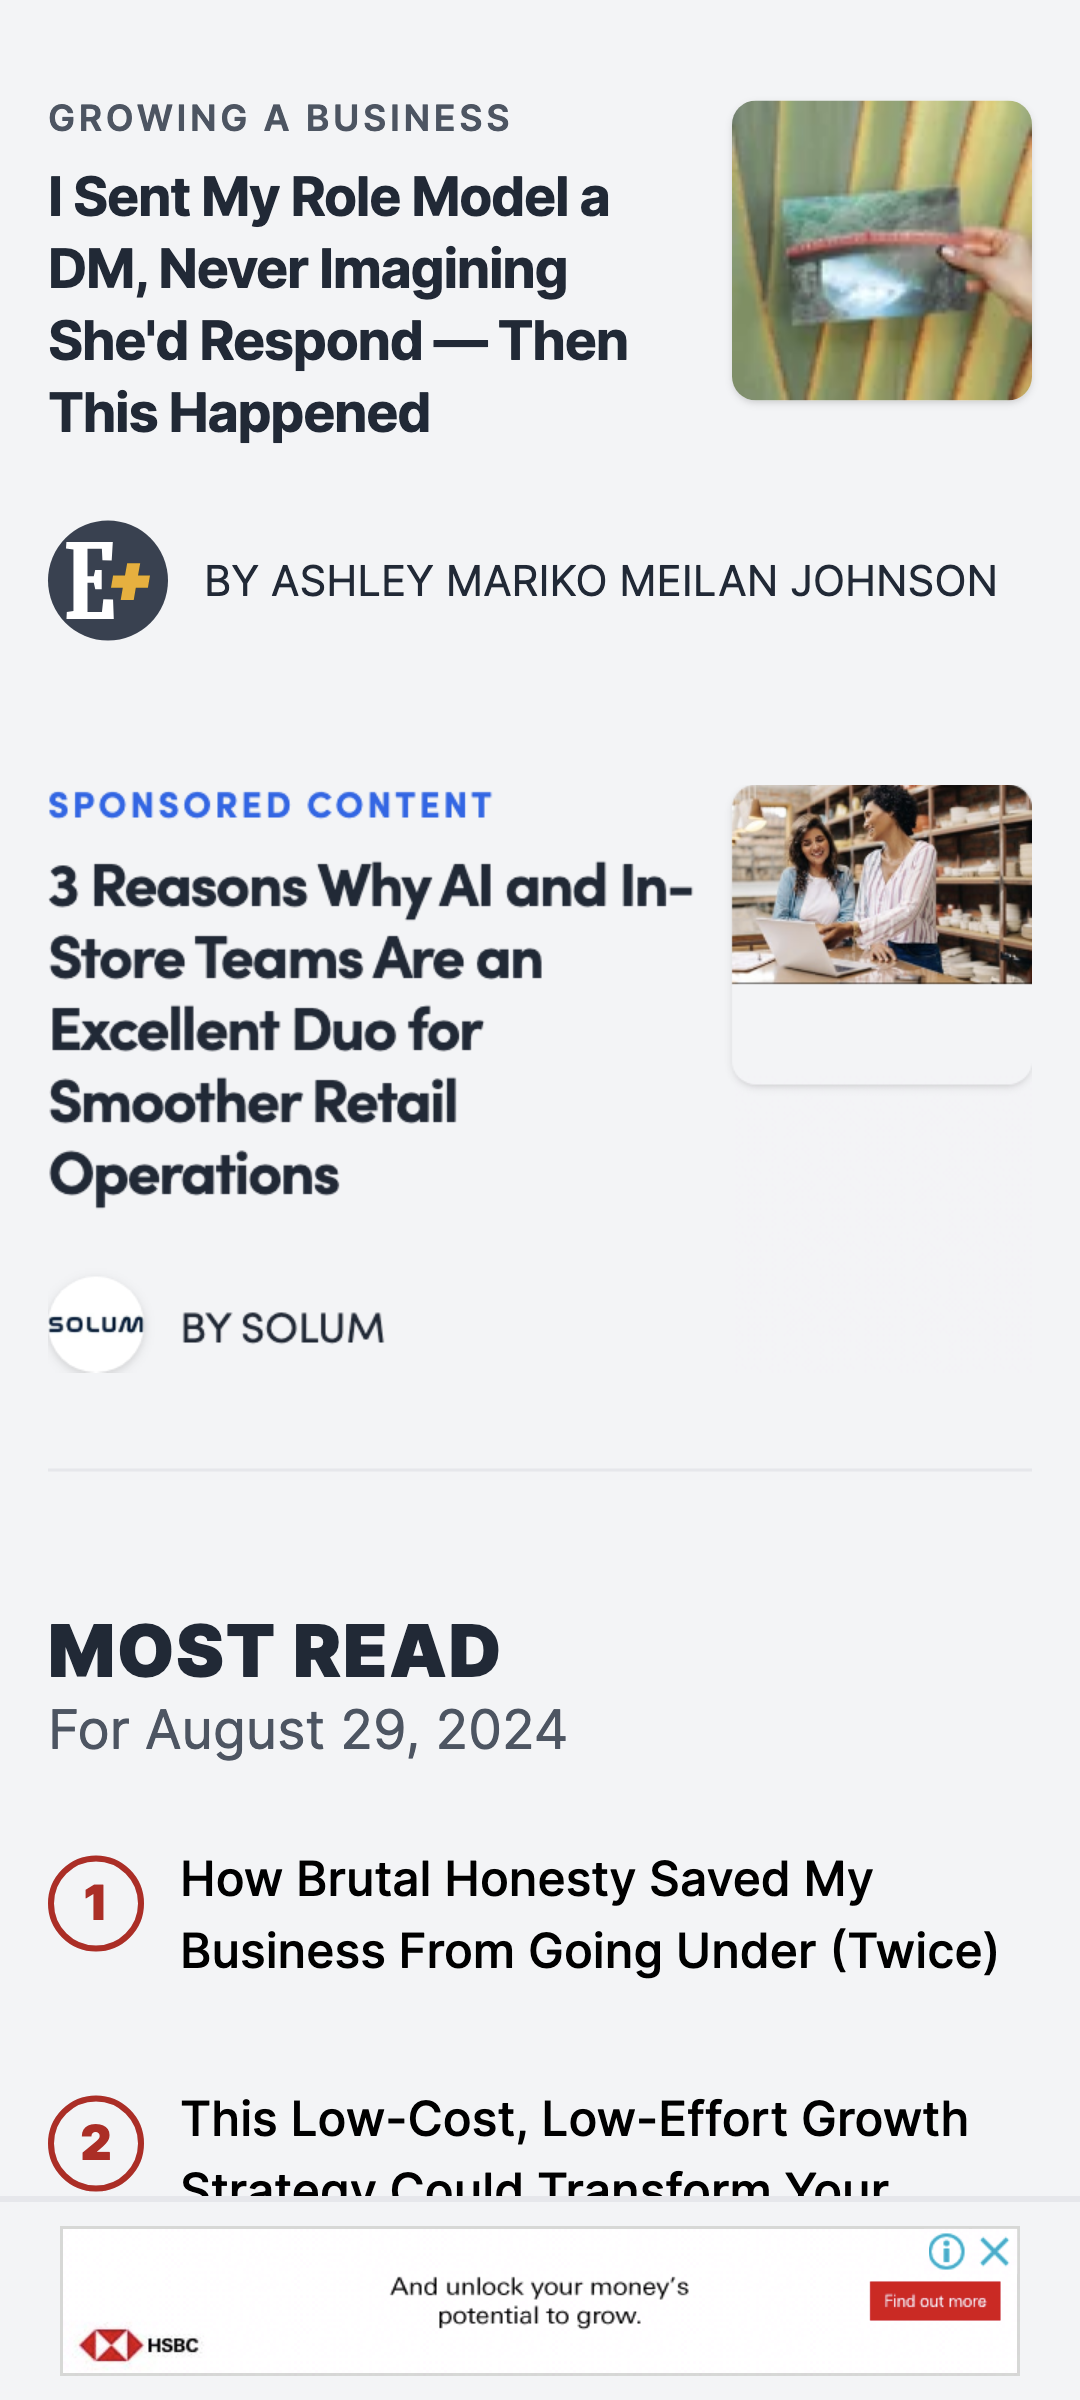 GROWING A BUSINESS
I Sent My Role Model a
DM, Never Imagining
She'd Respond — Then
This Happened
E+
BY ASHLEY MARIKO MEILAN JOHNSON
SPONSORED CONTENT
3 Reasons Why AI and In-
Store Teams Are an
Excellent Duo for
Smoother Retail
Operations
SOLUM
BY SOLUM
MOST READ
For August 29, 2024
1
How Brutal Honesty Saved My
Business From Going Under (Twice)
2
This Low-Cost, Low-Effort Growth
Strategy Could Transform Your
And unlock your money's
potential to grow.
Find out more
HSBC